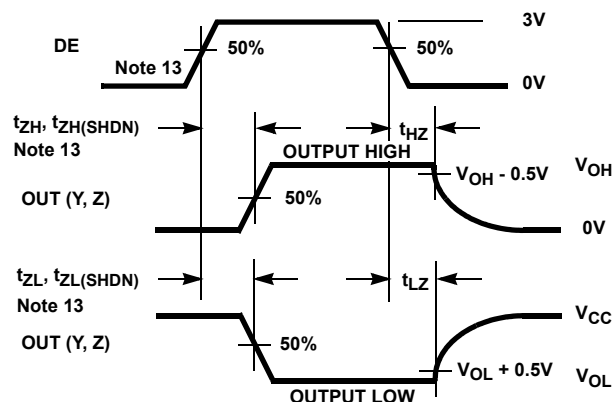 3V
DE
50%
50%
Note 13
0V
tZH, tZH(SHDN)
tHZ
Note 13
OUTPUT HIGH
VOH - 0.5V
VOH
OUT (Y, Z)
50%
0V
tZL, tZL(SHDN)
tLZ
Note 13
VCC
OUT (Y, Z)
50%
VOL + 0.5V
VOL
OUTPUT LOW